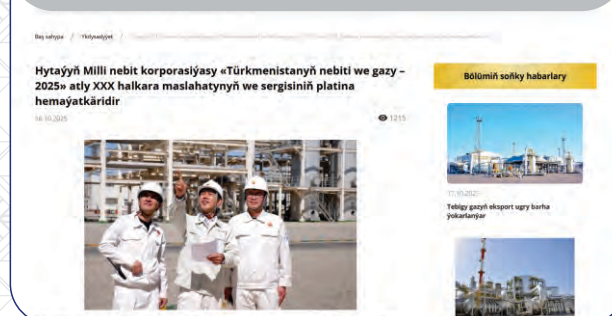 Baş sahypa / Ykdysadyýet /
Hytaýyň Milli nebit korporasiýasy «Türkmenistanyň nebiti we gazy –
2025» atly XXX halkara maslahatynyň we sergisiniň platina
hemaýatkäridir
16.10.2025
1215
Bölümiň soňky habarlary
17.10.2025
Tebigy gazyň eksport ugry barha
ýokarlanýar